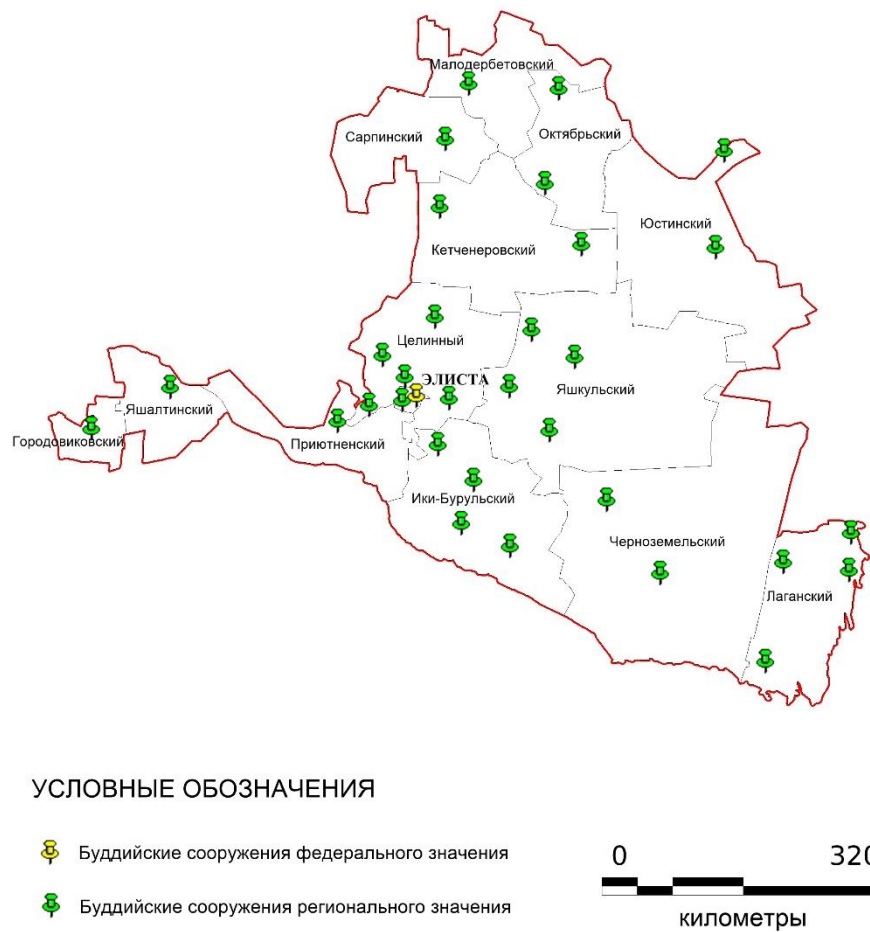 Малодербетовский
Сарпинский
Октябрьский
Юстинский
Кетченеровский
Целинный
ЭЛИСТА
Яшкульский
Яшалтинский
Городовиковский
Приютненский
Ики-Бурульский
Черноземельский
Лаганский
УСЛОВНЫЕ ОБОЗНАЧЕНИЯ
Буддийские сооружения федерального значения
Буддийские сооружения регионального значения
0 320
километры